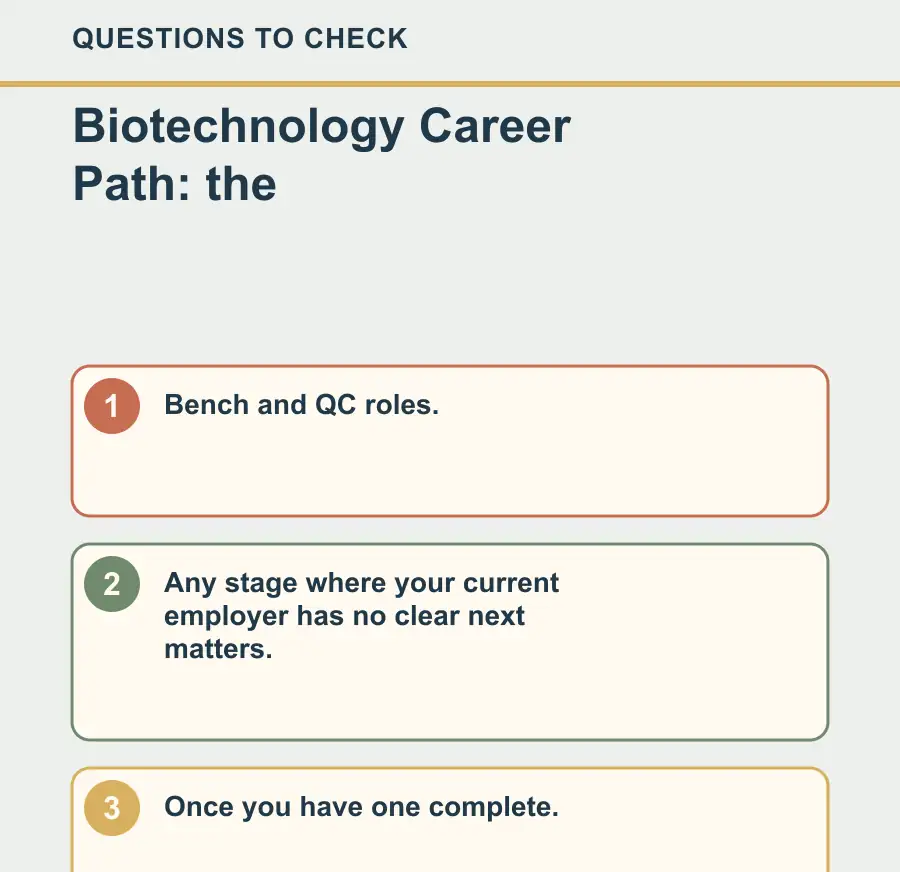 QUESTIONS TO CHECK
Biotechnology Career
Path: the
1
Bench and QC roles.
2
Any stage where your current
employer has no clear next
matters.
3
Once you have one complete.